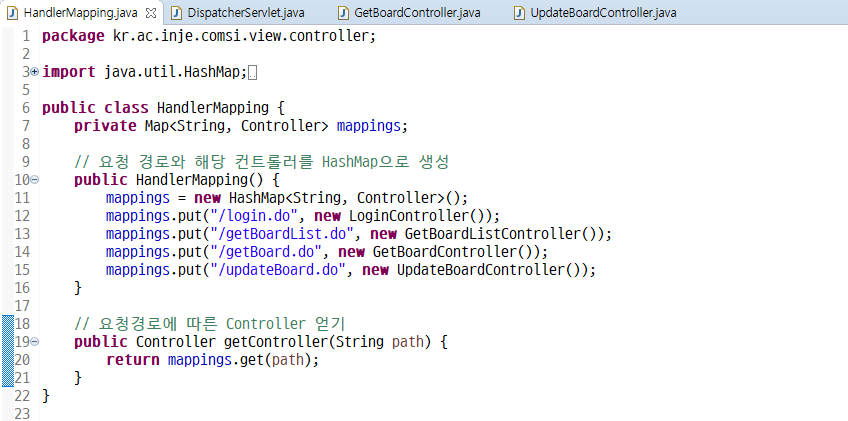 HandlerMapping.java DispatcherServlet.java GetBoardController.java UpdateBoardController.java
1 package kr.ac.inje.comsi.view.controller;
2
3 import java.util.HashMap;
5
6 public class HandlerMapping {
7 private Map<String, Controller> mappings;
8
9 // 요청 경로와 해당 컨트롤러를 HashMap으로 생성
10 public HandlerMapping() {
11 mappings = new HashMap<String, Controller>();
12 mappings.put("/login.do", new LoginController());
13 mappings.put("/getBoardList.do", new GetBoardListController());
14 mappings.put("/getBoard.do", new GetBoardController());
15 mappings.put("/updateBoard.do", new UpdateBoardController());
16 }
17
18 // 요청경로에 따른 Controller 얻기
19 public Controller getController(String path) {
20 return mappings.get(path);
21 }
22 }
23